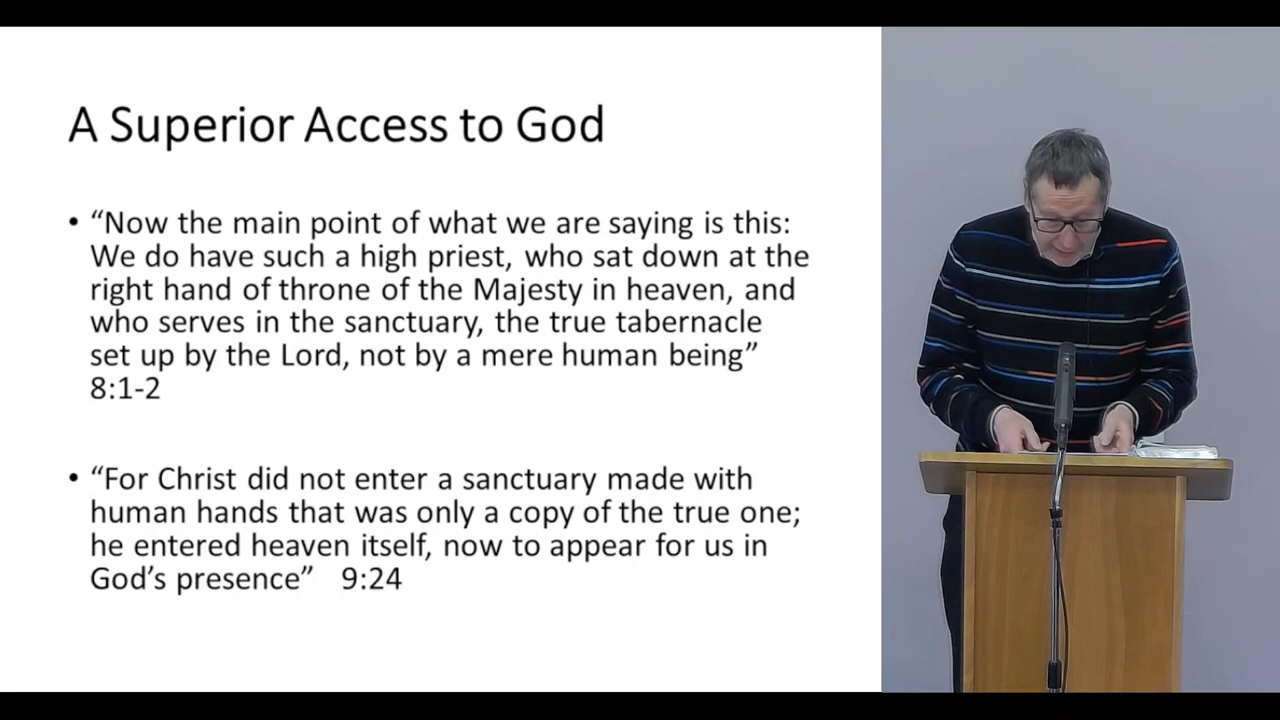 A Superior Access to God
• “Now the main point of what we are saying is this:
We do have such a high priest, who sat down at the
right hand of throne of the Majesty in heaven, and
who serves in the sanctuary, the true tabernacle
set up by the Lord, not by a mere human being”
8:1-2
• “For Christ did not enter a sanctuary made with
human hands that was only a copy of the true one;
he entered heaven itself, now to appear for us in
God’s presence” 9:24